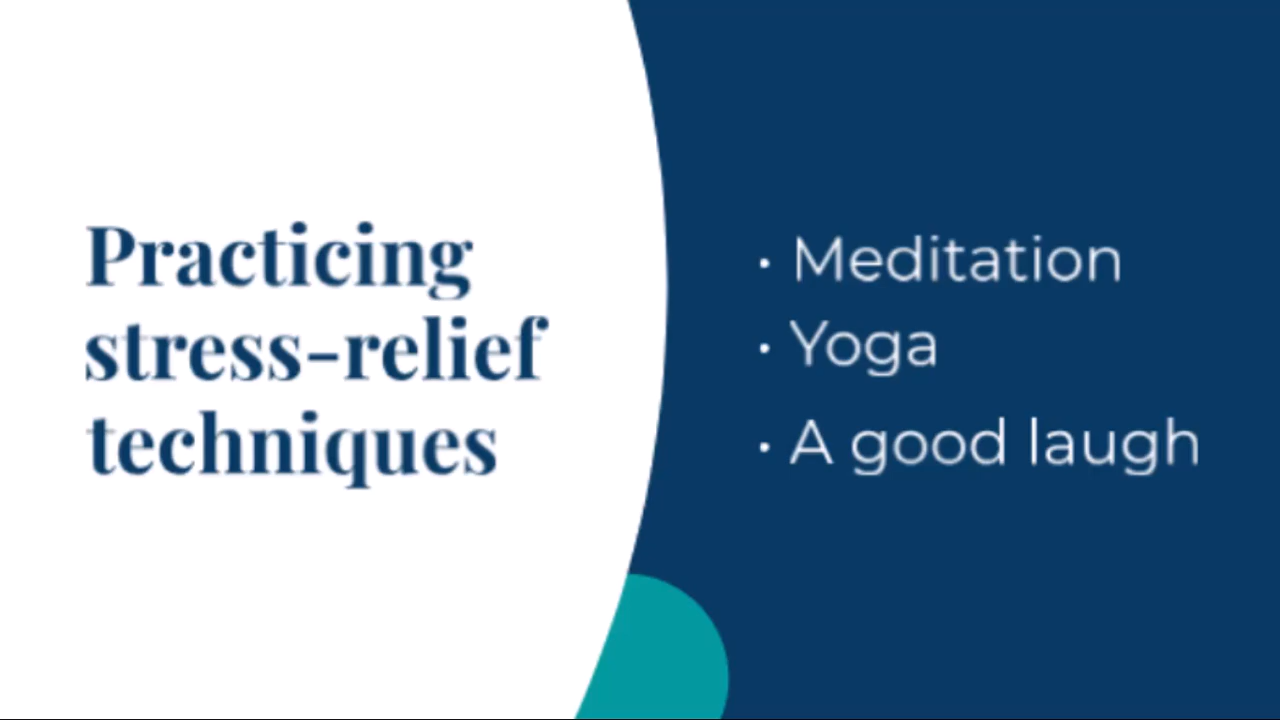 Practicing
stress-relief
techniques
• Meditation
• Yoga
• A good laugh